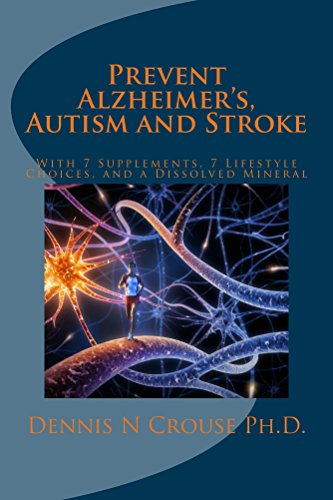 Prevent
Alzheimer's,
Autism and Stroke
With 7 Supplements, 7 Lifestyle
Choices, and a Dissolved Mineral
Dennis N Crouse Ph.D.